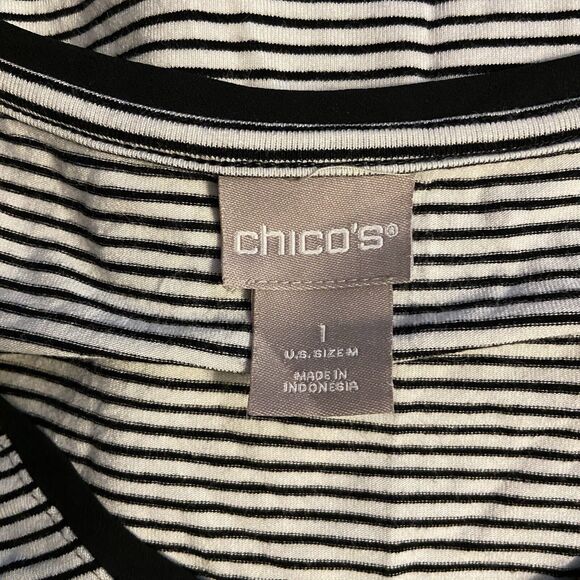 chico's®
1
U.S. SIZE-M
MADE IN
INDONESIA